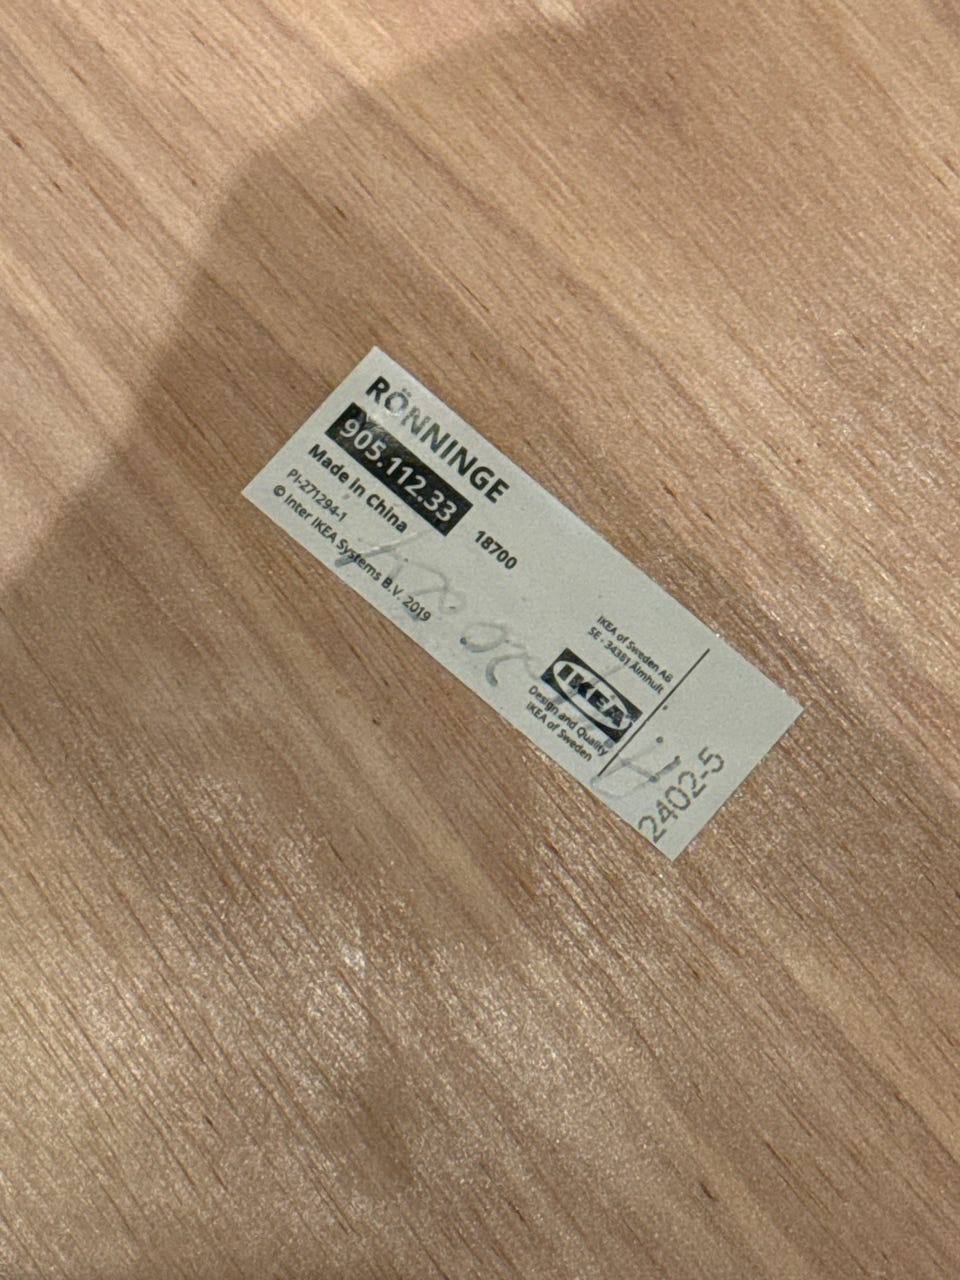 RÖNNINGE
905.112.33 18700
Made in China
PI-271294-1
© Inter IKEA Systems B.V. 2019
IKEA of Sweden AB
SE - 34381 Älmhult
IKEA
Design and Quality
IKEA of Sweden
2402-5